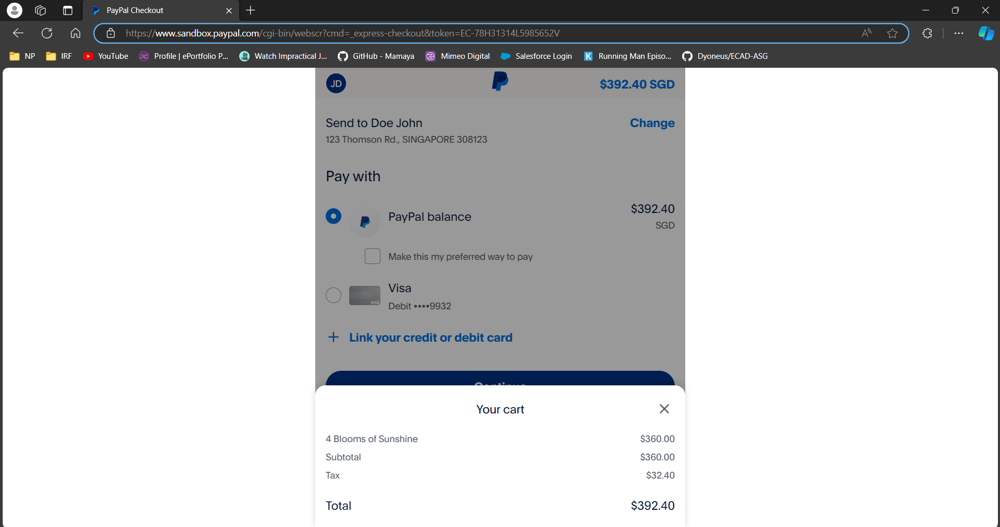 PayPal Checkout
https://www.sandbox.paypal.com/cgi-bin/webscr?cmd=_express-checkout&token=EC-78H31314L5985652V
NP IRF YouTube Profile | ePortfolio P... Watch Impractical J... GitHub - Mamaya Mimeo Digital Salesforce Login Running Man Episo... Dyoneus/ECAD-ASG
JD $392.40 SGD
Send to Doe John Change
123 Thomson Rd., SINGAPORE 308123
Pay with
PayPal balance $392.40
SGD
Make this my preferred way to pay
Visa
VISA
Debit ••••9932
+ Link your credit or debit card
Continue
Your cart
4 Blooms of Sunshine $360.00
Subtotal $360.00
Tax $32.40
Total $392.40